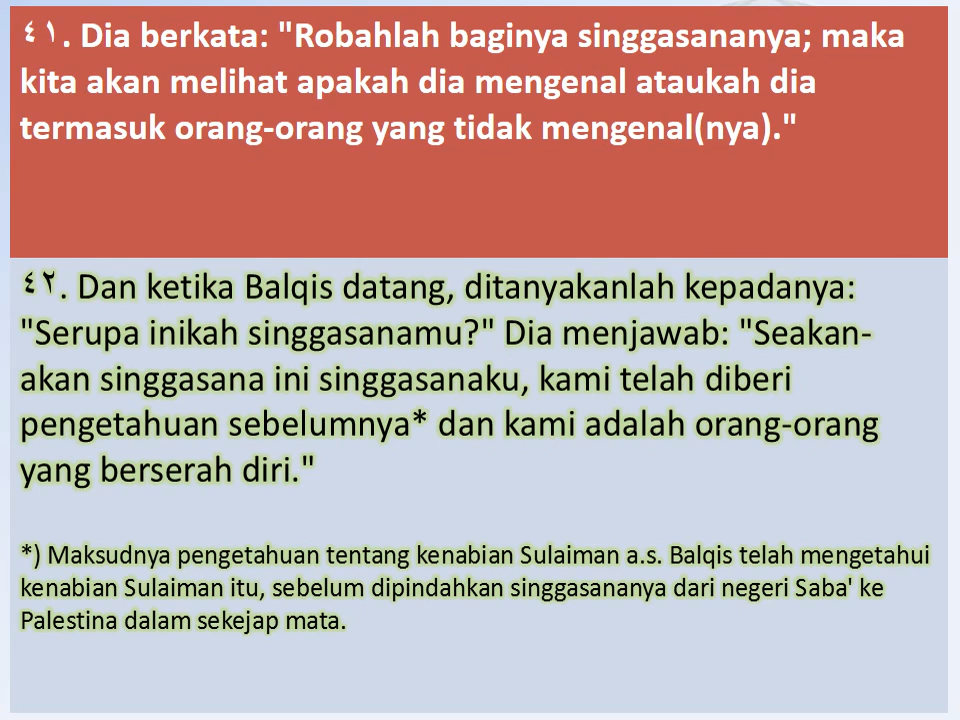 ٤١. Dia berkata: "Robahlah baginya singgasananya; maka
kita akan melihat apakah dia mengenal ataukah dia
termasuk orang-orang yang tidak mengenal(nya)."
٤٢. Dan ketika Balqis datang, ditanyakanlah kepadanya:
"Serupa inikah singgasanamu?" Dia menjawab: "Seakan-
akan singgasana ini singgasanaku, kami telah diberi
pengetahuan sebelumnya* dan kami adalah orang-orang
yang berserah diri."
*) Maksudnya pengetahuan tentang kenabian Sulaiman a.s. Balqis telah mengetahui
kenabian Sulaiman itu, sebelum dipindahkan singgasananya dari negeri Saba' ke
Palestina dalam sekejap mata.